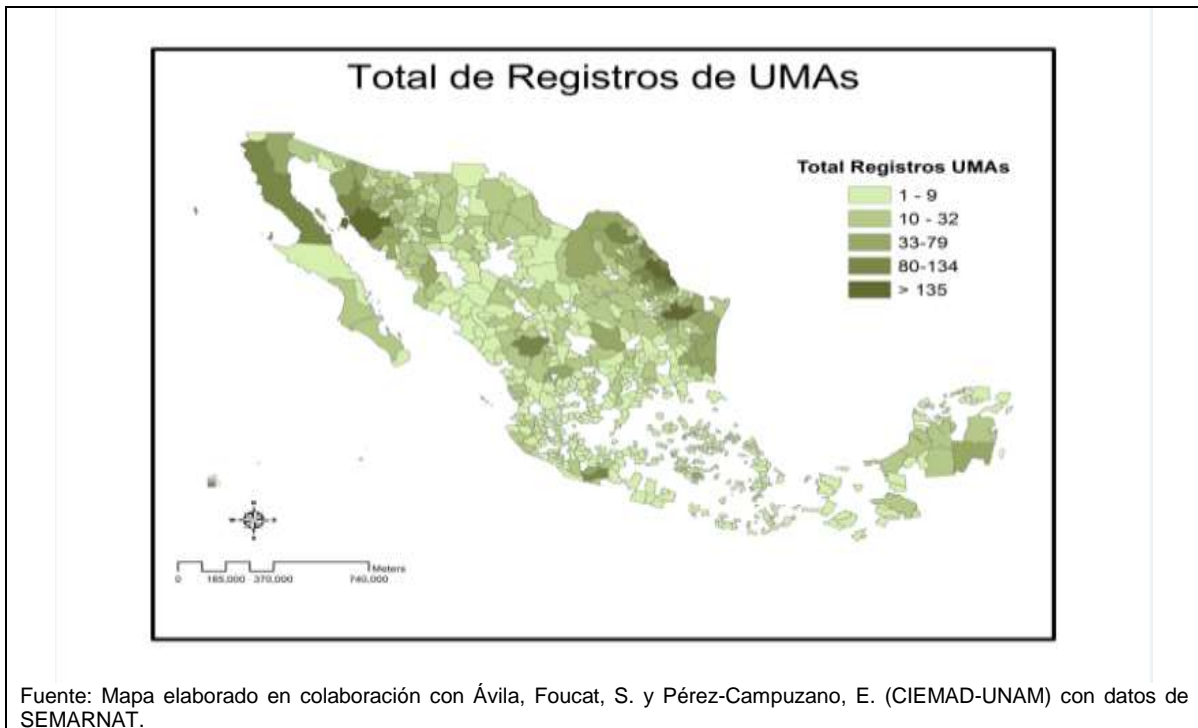 Total de Registros de UMAs
Total Registros UMAs
1 - 9
10 - 32
33-79
80-134
> 135
Meters
0 185,000 370,000 740,000
Fuente: Mapa elaborado en colaboración con Ávila, Foucat, S. y Pérez-Campuzano, E. (CIEMAD-UNAM) con datos de
SEMARNAT.